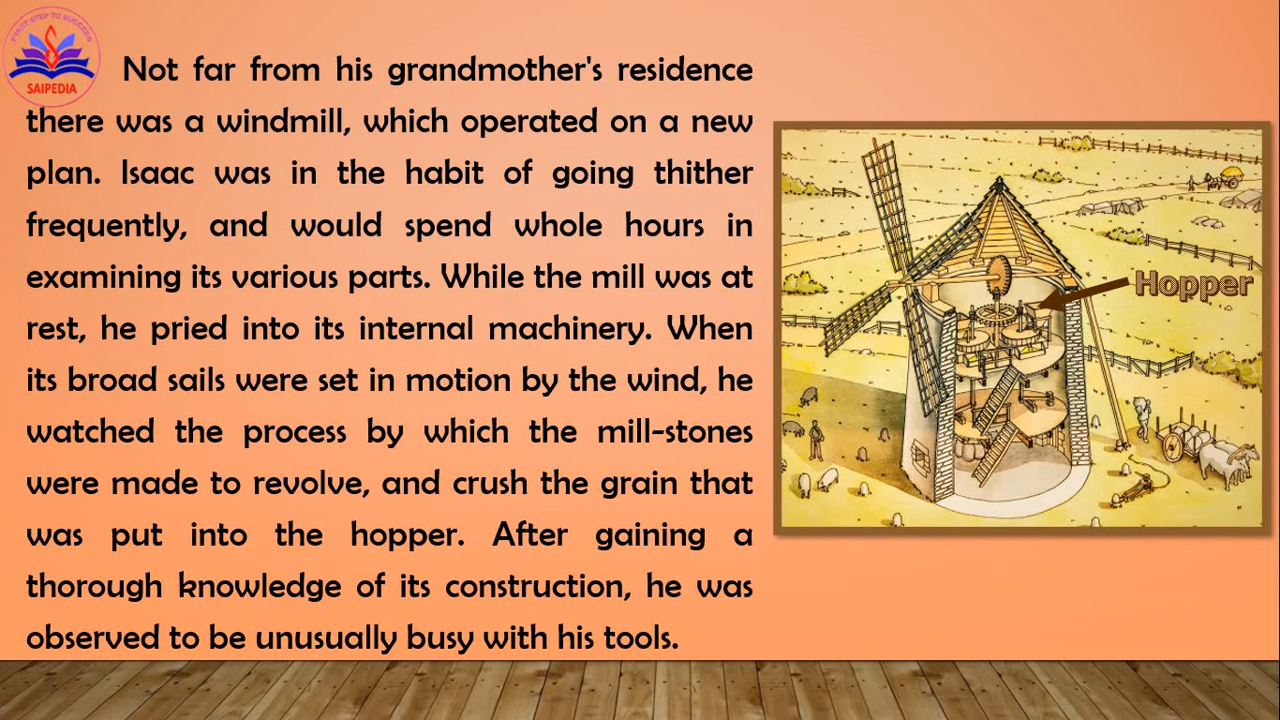 FIRST STEP TO SUCCESS
SAIPEDIA
Not far from his grandmother's residence
there was a windmill, which operated on a new
plan. Isaac was in the habit of going thither
frequently, and would spend whole hours in
examining its various parts. While the mill was at
rest, he pried into its internal machinery. When
its broad sails were set in motion by the wind, he
watched the process by which the mill-stones
were made to revolve, and crush the grain that
was put into the hopper. After gaining a
thorough knowledge of its construction, he was
observed to be unusually busy with his tools.
Hopper